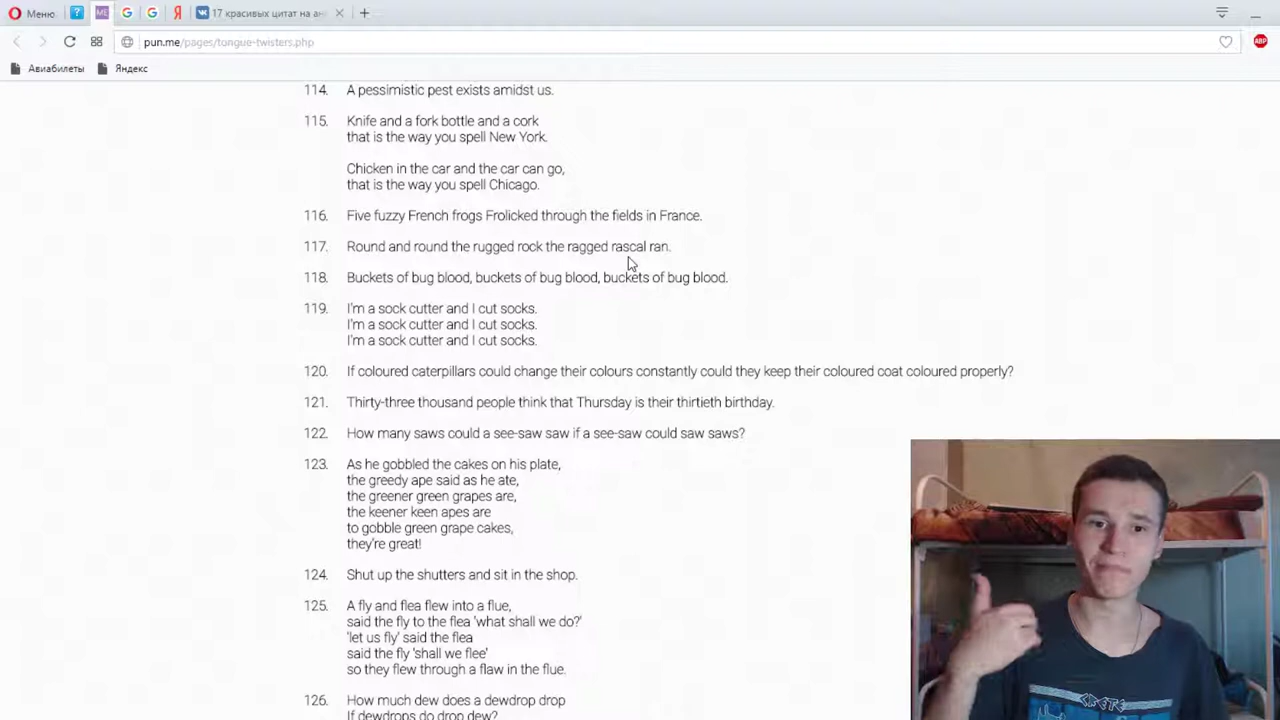 Меню
?
ME
G
G
Я
17 красивых цитат на ан
pun.me/pages/tongue-twisters.php
ABP
Авиабилеты
Яндекс
114. A pessimistic pest exists amidst us.
115. Knife and a fork bottle and a cork
that is the way you spell New York.
Chicken in the car and the car can go,
that is the way you spell Chicago.
116. Five fuzzy French frogs Frolicked through the fields in France.
117. Round and round the rugged rock the ragged rascal ran.
118. Buckets of bug blood, buckets of bug blood, buckets of bug blood.
119. I'm a sock cutter and I cut socks.
I'm a sock cutter and I cut socks.
I'm a sock cutter and I cut socks.
120. If coloured caterpillars could change their colours constantly could they keep their coloured coat coloured properly?
121. Thirty-three thousand people think that Thursday is their thirtieth birthday.
122. How many saws could a see-saw saw if a see-saw could saw saws?
123. As he gobbled the cakes on his plate,
the greedy ape said as he ate,
the greener green grapes are,
the keener keen apes are
to gobble green grape cakes,
they're great!
124. Shut up the shutters and sit in the shop.
125. A fly and flea flew into a flue,
said the fly to the flea 'what shall we do?'
'let us fly' said the flea
said the fly 'shall we flee'
so they flew through a flaw in the flue.
126. How much dew does a dewdrop drop
If dewdrops do drop dew?
CRETE